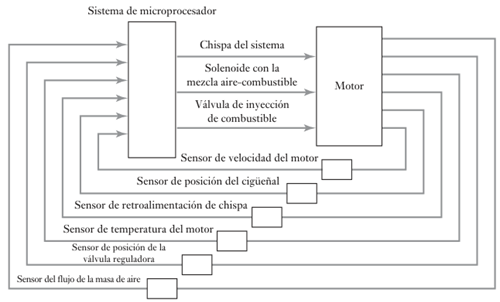 Sistema de microprocesador
Chispa del sistema
Solenoide con la
mezcla aire-combustible
Motor
Válvula de inyección
de combustible
Sensor de velocidad del motor
Sensor de posición del cigüeñal
Sensor de retroalimentación de chispa
Sensor de temperatura del motor
Sensor de posición de la
válvula reguladora
Sensor del flujo de la masa de aire